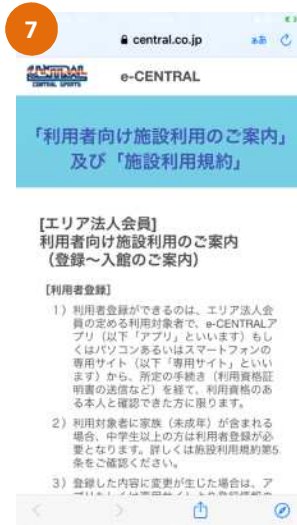 7
central.co.jp
ああ
CENTRAL
CENTRAL SPORTS
e-CENTRAL
「利用者向け施設利用のご案内」
及び「施設利用規約」
[エリア法人会員]
利用者向け施設利用のご案内
（登録～入館のご案内）
[利用者登録]
1）利用者登録ができるのは、エリア法人会
員の定める利用対象者で、e-CENTRALア
プリ（以下「アプリ」といいます）もし
くはパソコンあるいはスマートフォンの
専用サイト（以下「専用サイト」といい
ます）から、所定の手続き（利用資格証
明書の送信など）を経て、利用資格のあ
る本人と確認できた方に限ります。
2）利用対象者に家族（未成年）が含まれる
場合、中学生以上の方は利用者登録が必
要となります。詳しくは施設利用規約第5
条をご確認ください。
3）登録した内容に変更が生じた場合は、ア